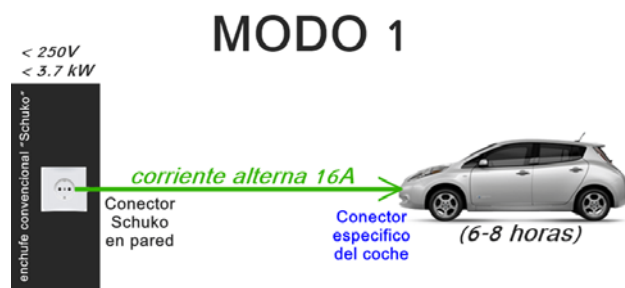 MODO 1
< 250V
< 3.7 kW
enchufe convencional "Schuko"
corriente alterna 16A
Conector
Schuko
en pared
Conector
especifico
del coche
(6-8 horas)